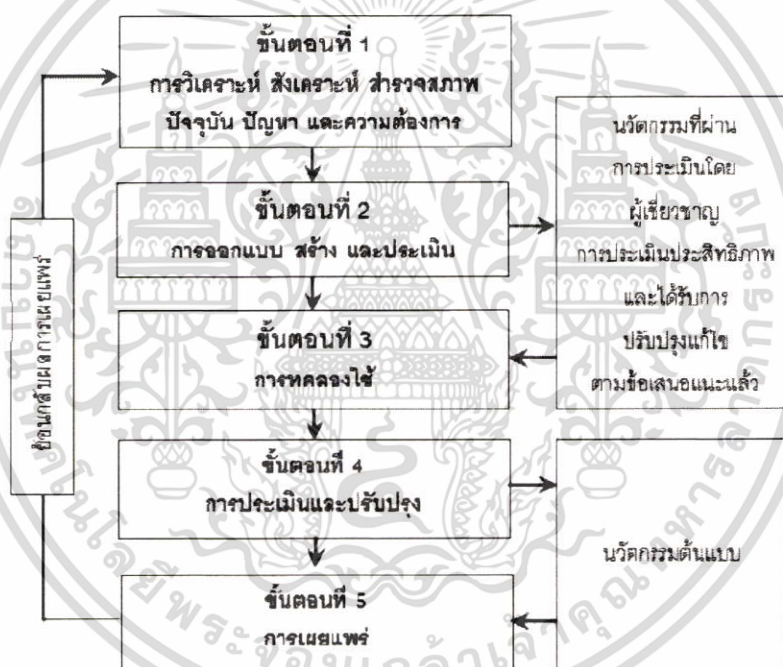 ขั้นตอนที่ 1
การวิเคราะห์ สังเคราะห์ สำรวจสภาพ
ปัจจุบัน ปัญหา และความต้องการ
ขั้นตอนที่ 2
การออกแบบ สร้าง และประเมิน
ขั้นตอนที่ 3
การทดลองใช้
ขั้นตอนที่ 4
การประเมินและปรับปรุง
ขั้นตอนที่ 5
การเผยแพร่
นวัตกรรมที่ผ่าน
การประเมินโดย
ผู้เชี่ยวชาญ
การประเมินประสิทธิภาพ
และได้รับการ
ปรับปรุงแก้ไข
ตามข้อเสนอแนะแล้ว
นวัตกรรมต้นแบบ
ย้อนกลับผลการเผยแพร่